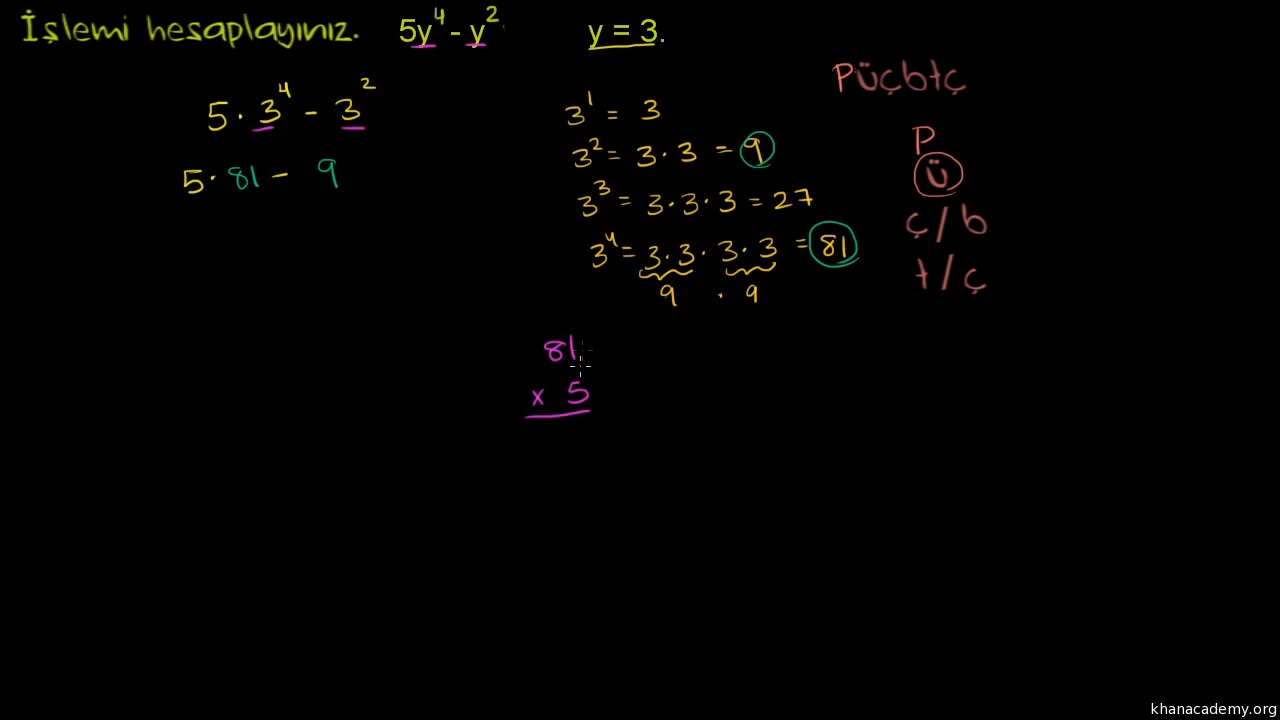 İşlemi hesaplayınız. 5y⁴ - y² y = 3.
5 · 3⁴ - 3²
5 · 81 - 9
3¹ = 3
3² = 3 · 3 = 9
3³ = 3 · 3 · 3 = 27
3⁴ = 3 · 3 · 3 · 3 = 81
9 · 9
Püçbtç
P
ü
ç / b
t / ç
81
x 5
khanacademy.org